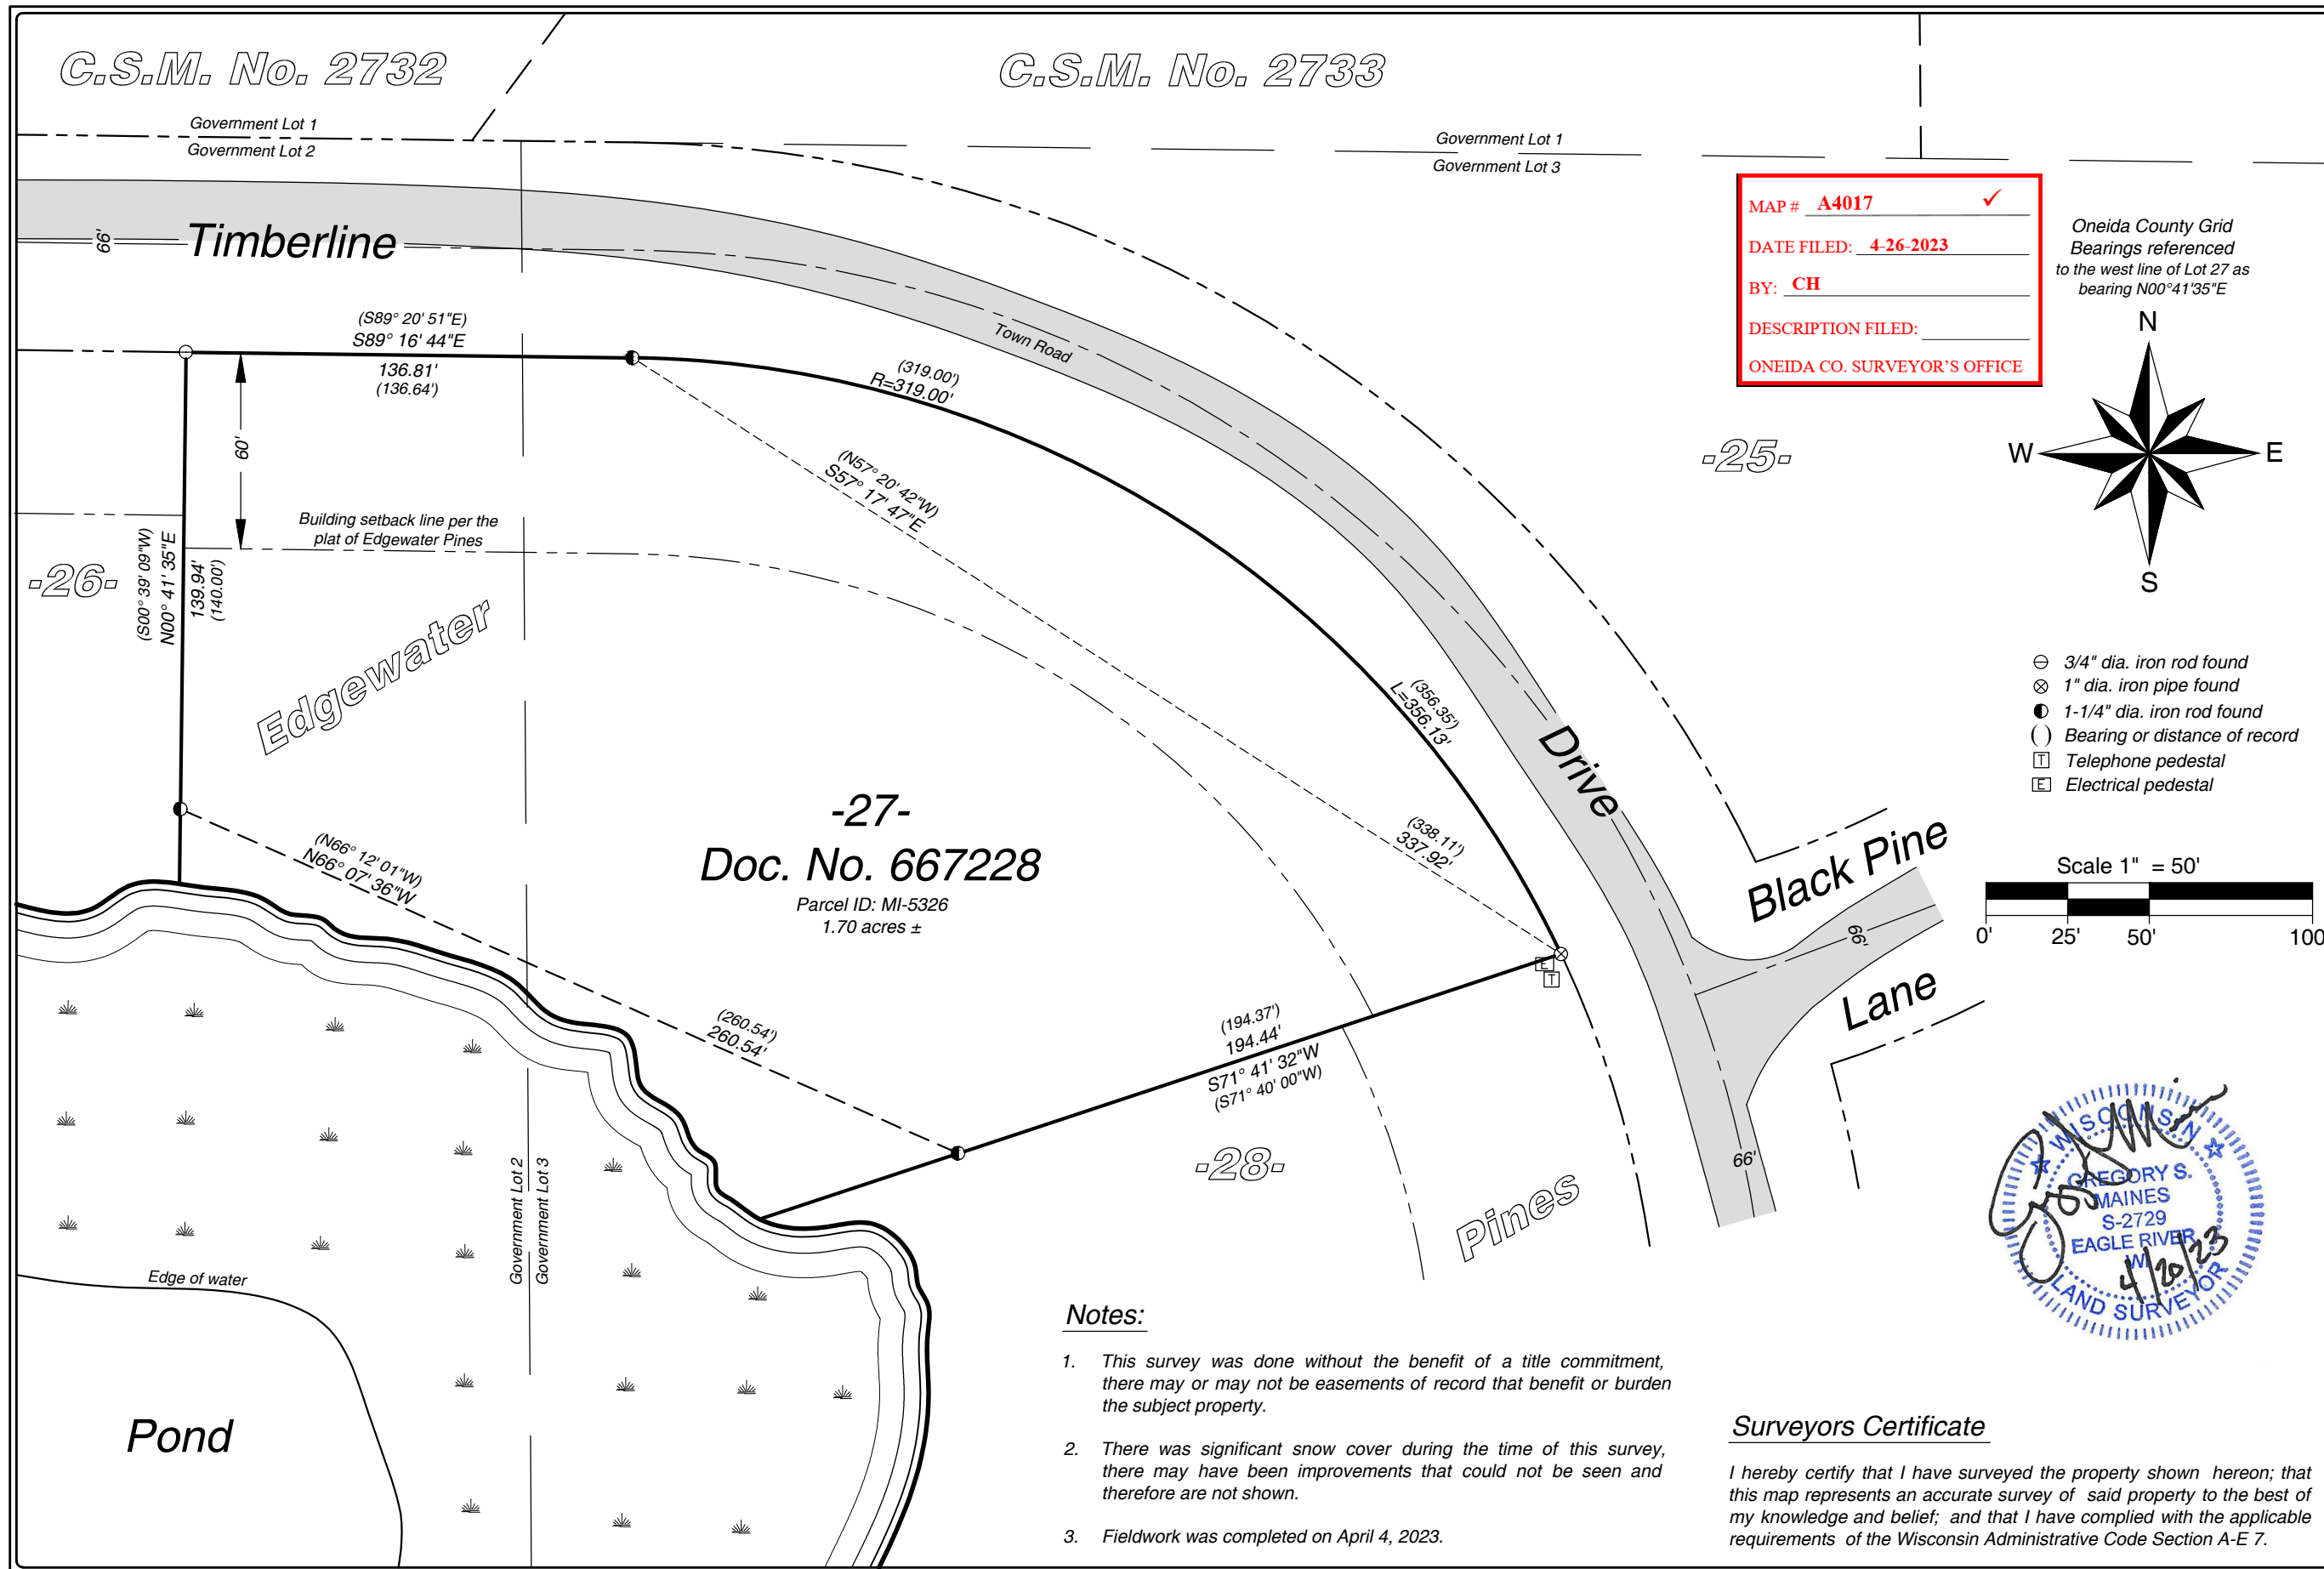 C.S.M. No. 2732
C.S.M. No. 2733
Government Lot 1
Government Lot 2
Government Lot 1
Government Lot 3
66'
Timberline
Town Road
Drive
MAP # A4017 ✓
DATE FILED: 4-26-2023
BY: CH
DESCRIPTION FILED:
ONEIDA CO. SURVEYOR'S OFFICE
Oneida County Grid
Bearings referenced
to the west line of Lot 27 as
bearing N00°41'35"E
N
W
E
S
(S89° 20' 51"E)
S89° 16' 44"E
136.81'
(136.64')
(319.00')
R=319.00'
60'
(N57° 20' 42"W)
S57° 17' 47"E
-25-
Building setback line per the
plat of Edgewater Pines
-26-
(S00° 39' 09"W)
N00° 41' 35"E
139.94'
(140.00')
Edgewater
(356.35')
L=356.13'
3/4" dia. iron rod found
1" dia. iron pipe found
1-1/4" dia. iron rod found
( ) Bearing or distance of record
T Telephone pedestal
E Electrical pedestal
-27-
Doc. No. 667228
Parcel ID: MI-5326
1.70 acres ±
(N66° 12' 01"W)
N66° 07' 36"W
(338.11')
337.92'
Black Pine
66'
Lane
Scale 1" = 50'
0' 25' 50' 100
E
T
(260.54')
260.54'
(194.37')
194.44'
S71° 41' 32"W
(S71° 40' 00"W)
-28-
Pines
66'
Government Lot 2
Government Lot 3
Edge of water
Pond
WISCONSIN
GREGORY S.
MAINES
S-2729
EAGLE RIVER
WI
LAND SURVEYOR
4/20/23
Notes:
1. This survey was done without the benefit of a title commitment,
there may or may not be easements of record that benefit or burden
the subject property.
2. There was significant snow cover during the time of this survey,
there may have been improvements that could not be seen and
therefore are not shown.
3. Fieldwork was completed on April 4, 2023.
Surveyors Certificate
I hereby certify that I have surveyed the property shown hereon; that
this map represents an accurate survey of said property to the best of
my knowledge and belief; and that I have complied with the applicable
requirements of the Wisconsin Administrative Code Section A-E 7.